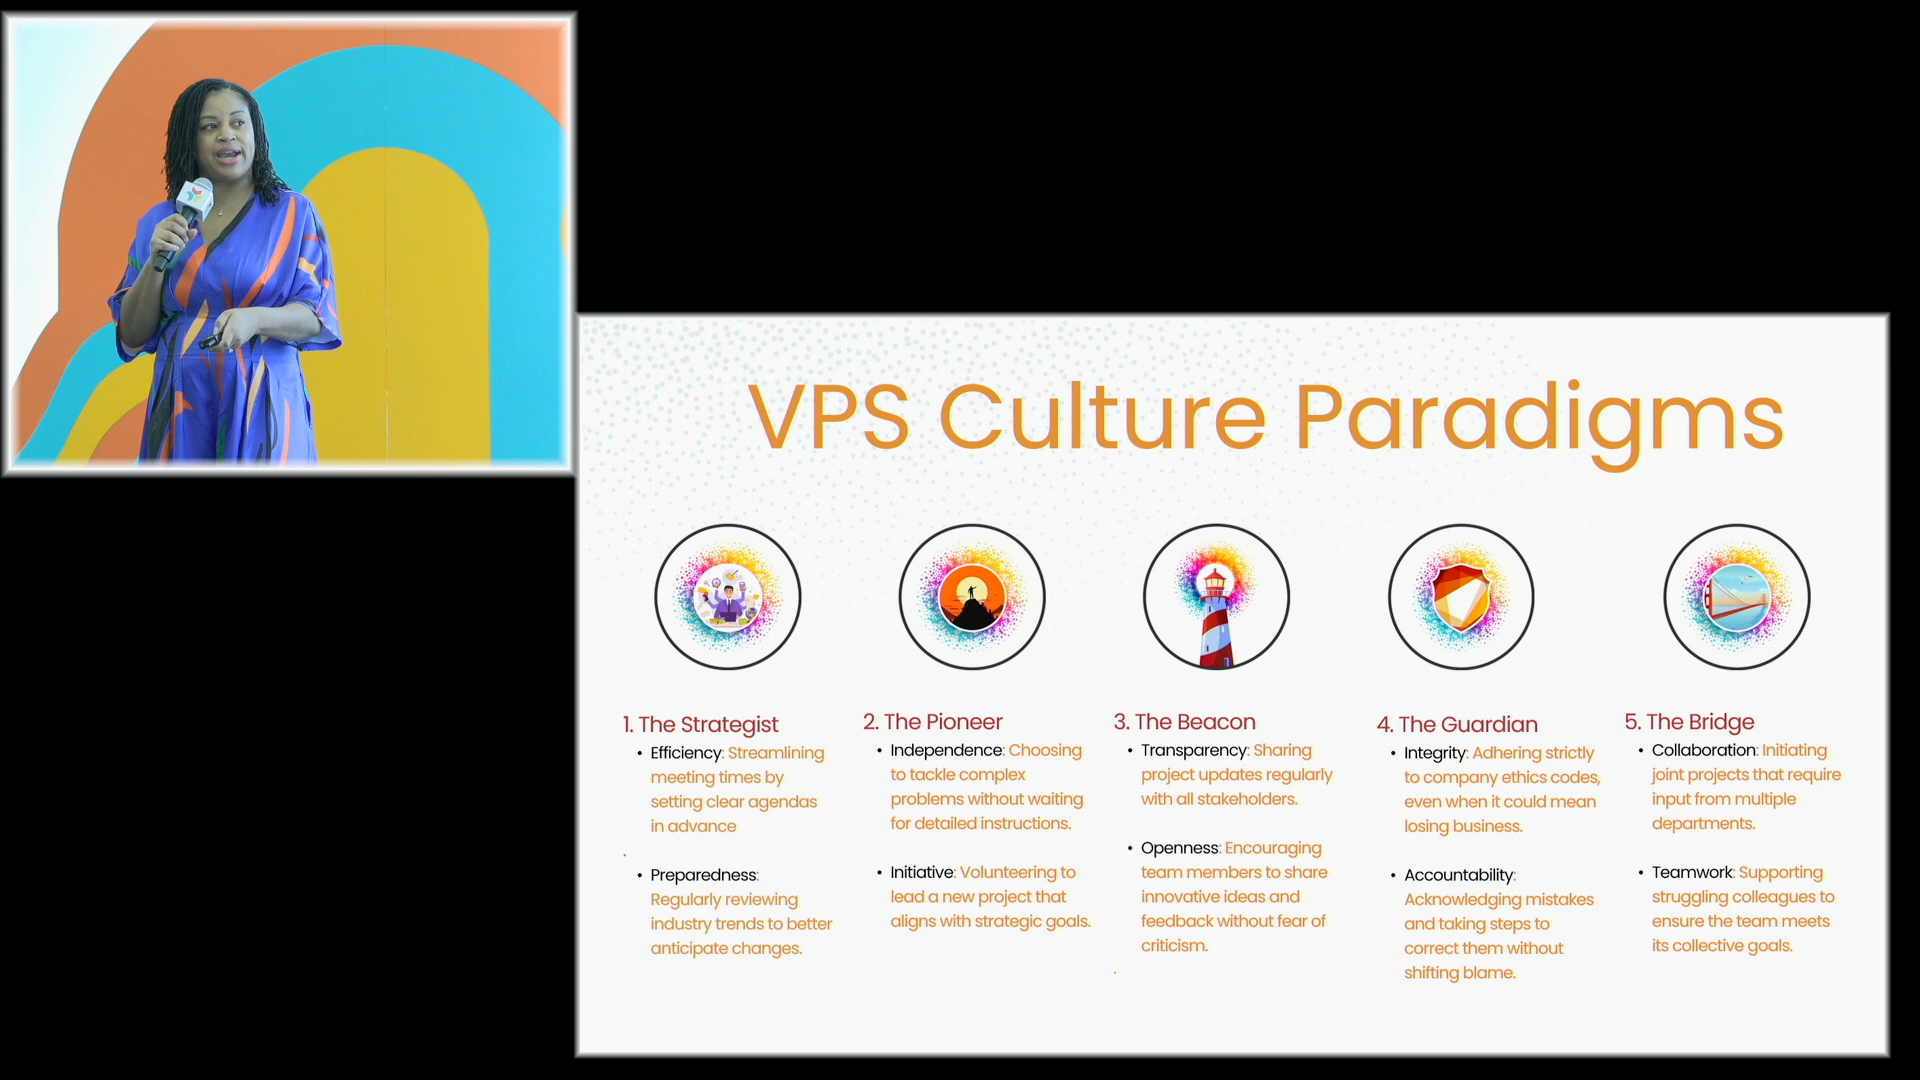 VPS Culture Paradigms
1. The Strategist
• Efficiency: Streamlining
meeting times by
setting clear agendas
in advance
.
• Preparedness:
Regularly reviewing
industry trends to better
anticipate changes.
2. The Pioneer
• Independence: Choosing
to tackle complex
problems without waiting
for detailed instructions.
• Initiative: Volunteering to
lead a new project that
aligns with strategic goals.
3. The Beacon
• Transparency: Sharing
project updates regularly
with all stakeholders.
• Openness: Encouraging
team members to share
innovative ideas and
feedback without fear of
criticism.
.
4. The Guardian
• Integrity: Adhering strictly
to company ethics codes,
even when it could mean
losing business.
• Accountability:
Acknowledging mistakes
and taking steps to
correct them without
shifting blame.
5. The Bridge
• Collaboration: Initiating
joint projects that require
input from multiple
departments.
• Teamwork: Supporting
struggling colleagues to
ensure the team meets
its collective goals.